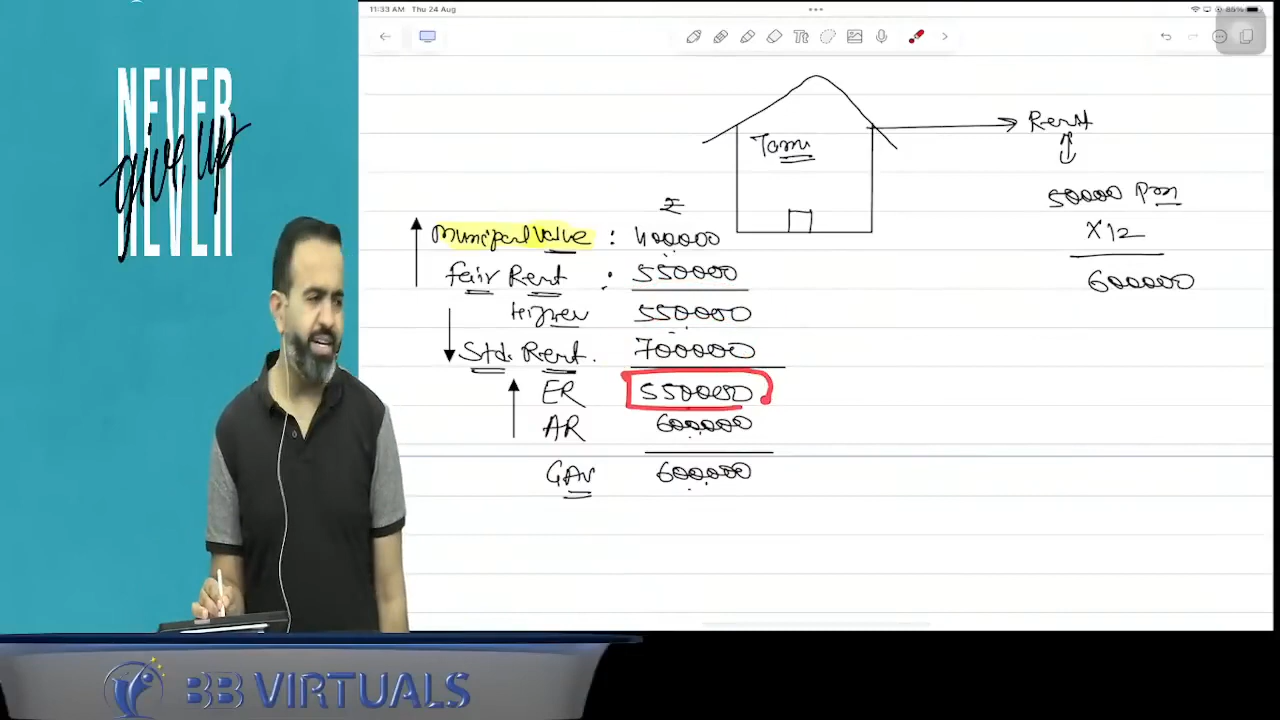 11:33 AM Thu 24 Aug
85%
NEVER
give up
NEVER
Tom
Rent
50000 Pm
X12
600000
₹
Municipal Value : 400000
Fair Rent : 550000
Higher 550000
Std. Rent. 700000
ER 550000
AR 600000
GAV 600000
BB VIRTUALS